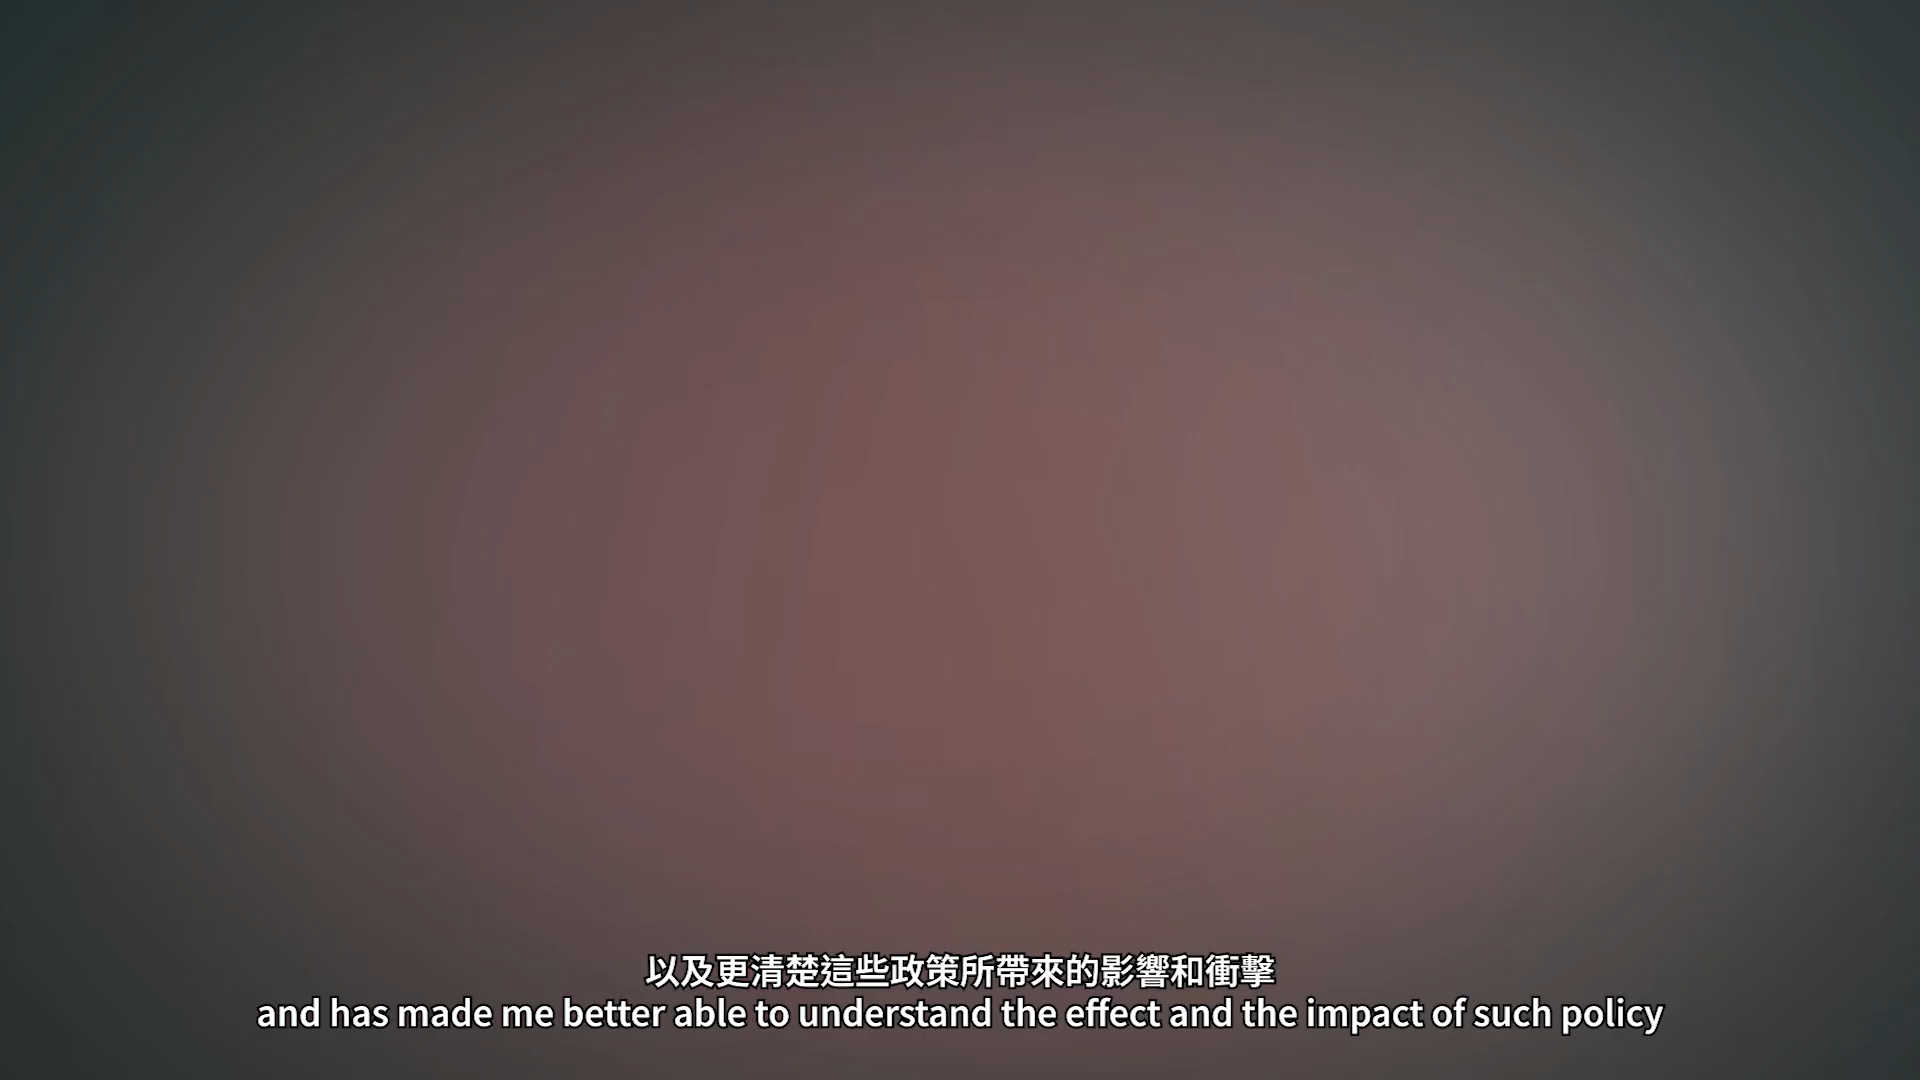 以及更清楚這些政策所帶來的影響和衝擊
and has made me better able to understand the effect and the impact of such policy